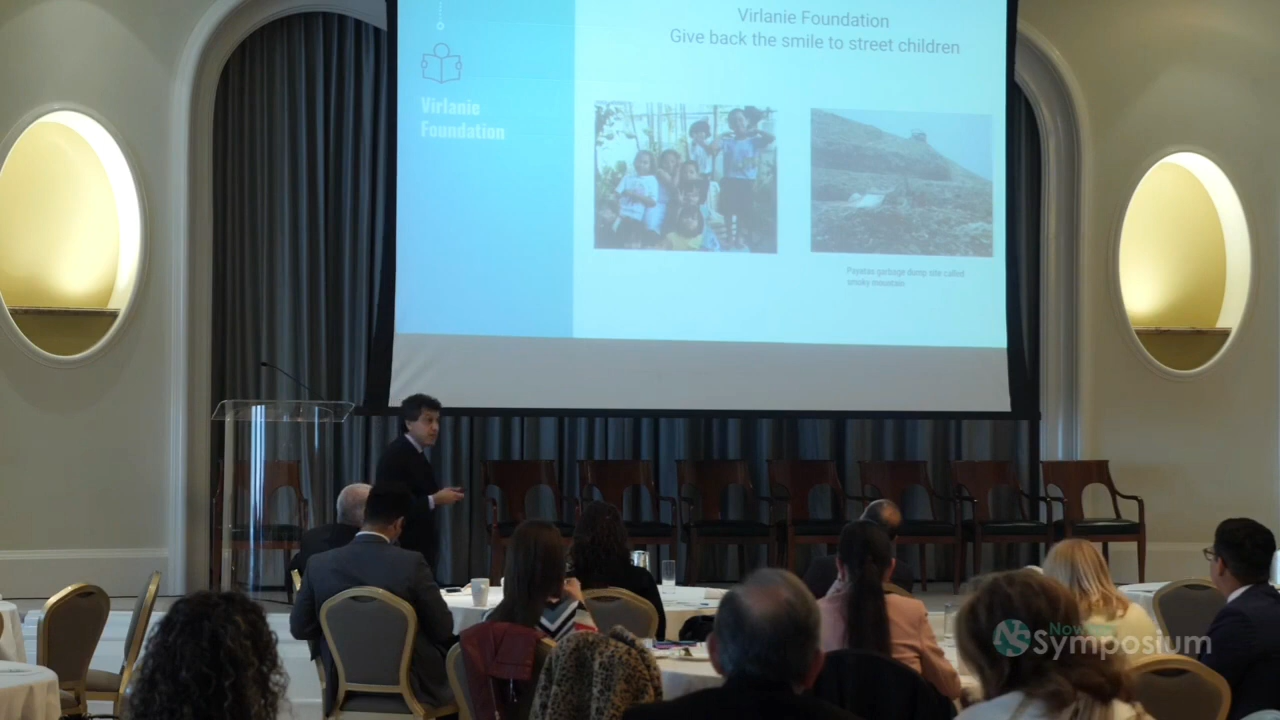 Virlanie Foundation
Give back the smile to street children
Virlanie
Foundation
Payatas garbage dump site called
smoky mountain
NS
Symposium